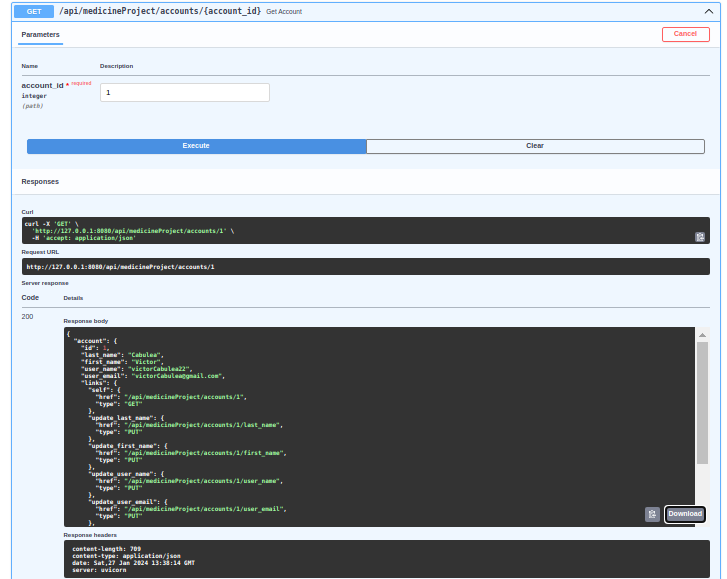 GET /api/medicineProject/accounts/{account_id} Get Account
Parameters
Cancel
Name Description
account_id * required
integer
(path)
1
Execute Clear
Responses
Curl
curl -X 'GET' \
'http://127.0.0.1:8080/api/medicineProject/accounts/1' \
-H 'accept: application/json'
Request URL
http://127.0.0.1:8080/api/medicineProject/accounts/1
Server response
Code Details
200
Response body
{
"account": {
"id": 1,
"last_name": "Cabulea",
"first_name": "Victor",
"user_name": "victorCabulea22",
"user_email": "victorCabulea@gmail.com",
"links": {
"self": {
"href": "/api/medicineProject/accounts/1",
"type": "GET"
},
"update_last_name": {
"href": "/api/medicineProject/accounts/1/last_name",
"type": "PUT"
},
"update_first_name": {
"href": "/api/medicineProject/accounts/1/first_name",
"type": "PUT"
},
"update_user_name": {
"href": "/api/medicineProject/accounts/1/user_name",
"type": "PUT"
},
"update_user_email": {
"href": "/api/medicineProject/accounts/1/user_email",
"type": "PUT"
},
Download
Response headers
content-length: 709
content-type: application/json
date: Sat,27 Jan 2024 13:38:14 GMT
server: uvicorn